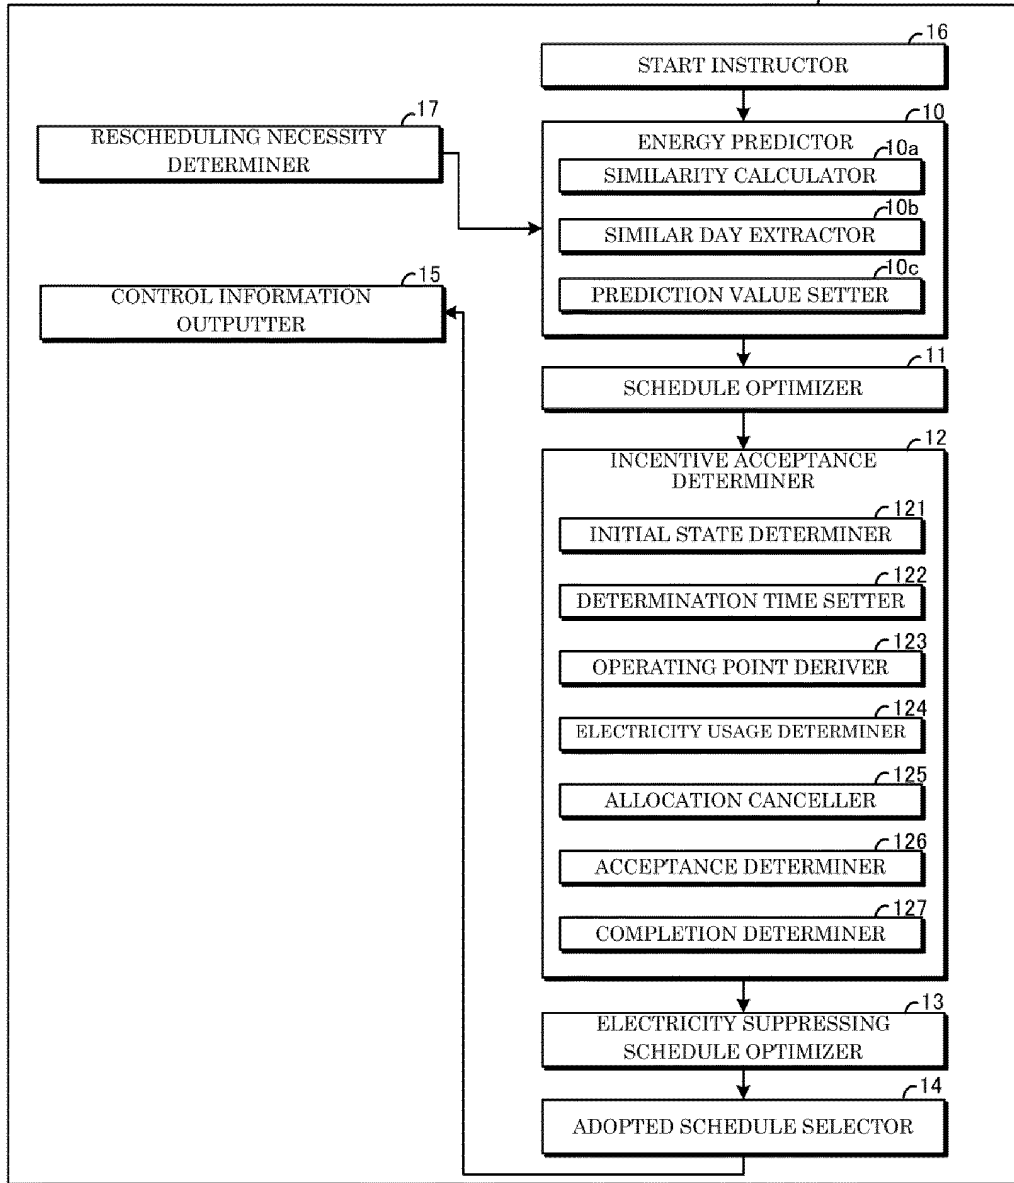 16
START INSTRUCTOR
17
RESCHEDULING NECESSITY
DETERMINER
10
ENERGY PREDICTOR
10a
SIMILARITY CALCULATOR
10b
SIMILAR DAY EXTRACTOR
10c
PREDICTION VALUE SETTER
15
CONTROL INFORMATION
OUTPUTTER
11
SCHEDULE OPTIMIZER
12
INCENTIVE ACCEPTANCE
DETERMINER
121
INITIAL STATE DETERMINER
122
DETERMINATION TIME SETTER
123
OPERATING POINT DERIVER
124
ELECTRICITY USAGE DETERMINER
125
ALLOCATION CANCELLER
126
ACCEPTANCE DETERMINER
127
COMPLETION DETERMINER
13
ELECTRICITY SUPPRESSING
SCHEDULE OPTIMIZER
14
ADOPTED SCHEDULE SELECTOR